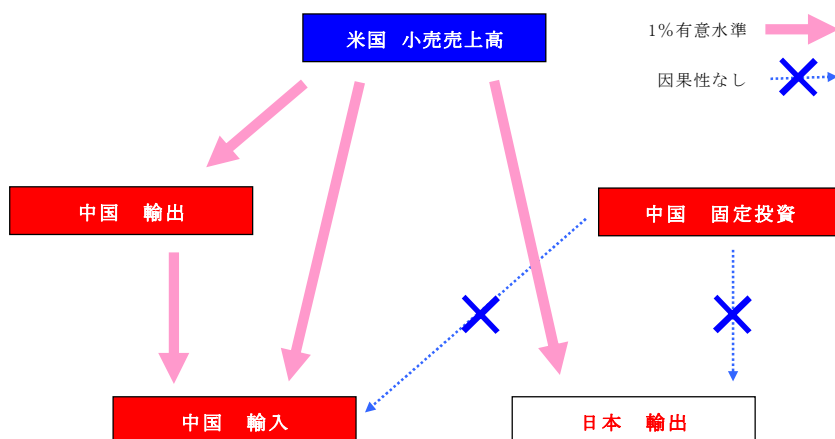 米国 小売売上高
1%有意水準
因果性なし
中国 輸出
中国 固定投資
中国 輸入
日本 輸出